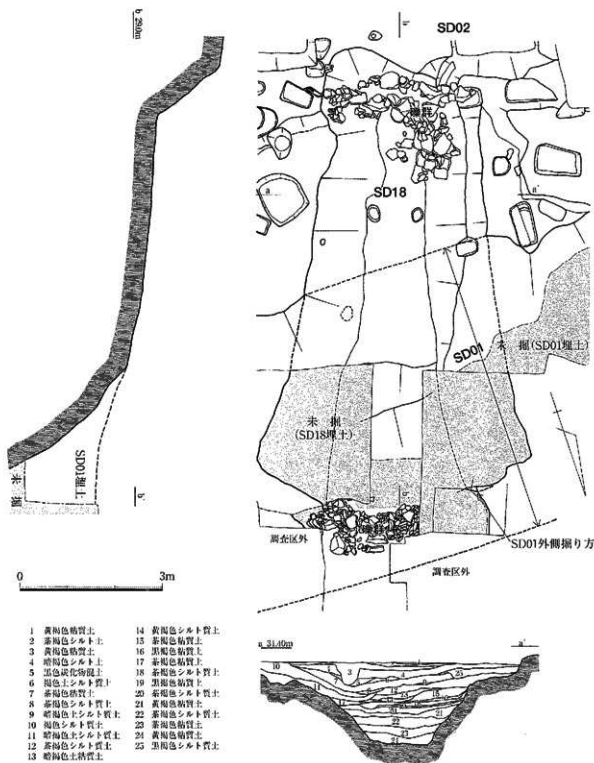 b 29.0m
b
SD02
礫群
SD18
a
a'
SD01
未掘(SD01埋土)
未掘
(SD18埋土)
SD01埋土
未掘
b'
b'
礫群
調査区外
SD01外側掘り方
調査区外
0 3m
1 黄褐色粘質土
2 茶褐色シルト土
3 黄褐色粘質土
4 暗褐色シルト土
5 黒色炭化物混土
6 褐色土シルト質土
7 茶褐色粘質土
8 茶褐色シルト質土
9 暗褐色土シルト質土
10 褐色シルト質土
11 暗褐色土シルト質土
12 茶褐色シルト質土
13 暗褐色土粘質土
14 黄褐色シルト質土
15 茶褐色粘質土
16 黒褐色粘質土
17 茶褐色粘質土
18 茶褐色シルト質土
19 黒褐色粘質土
20 茶褐色シルト質土
21 黄褐色粘質土
22 茶褐色シルト質土
23 茶褐色粘質土
24 黄褐色粘質土
25 黒褐色シルト質土
a 31.40m
a'